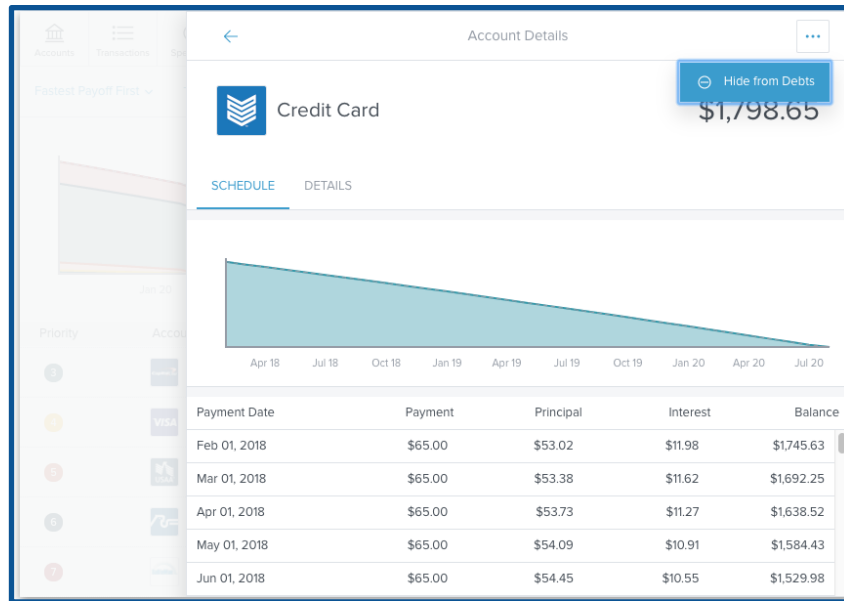 Accounts
Transactions
Account Details
Hide from Debts
Fastest Payoff First
Credit Card
$1,798.65
SCHEDULE DETAILS
Jan 20
Apr 18 Jul 18 Oct 18 Jan 19 Apr 19 Jul 19 Oct 19 Jan 20 Apr 20 Jul 20
Priority
Payment Date Payment Principal Interest Balance
Feb 01, 2018 $65.00 $53.02 $11.98 $1,745.63
Mar 01, 2018 $65.00 $53.38 $11.62 $1,692.25
Apr 01, 2018 $65.00 $53.73 $11.27 $1,638.52
May 01, 2018 $65.00 $54.09 $10.91 $1,584.43
Jun 01, 2018 $65.00 $54.45 $10.55 $1,529.98
VISA
5
6
7